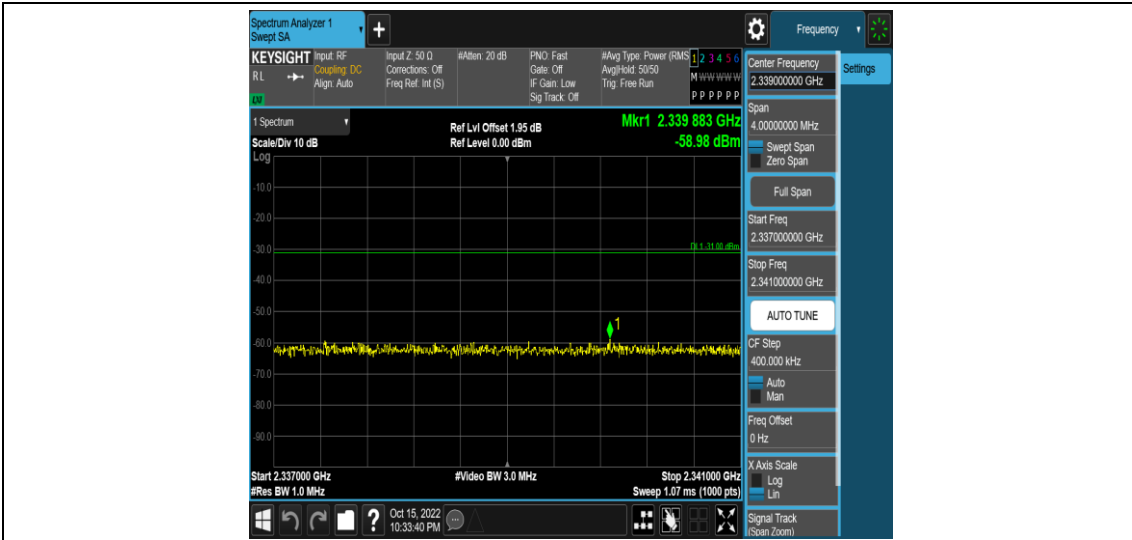 Spectrum Analyzer 1
Swept SA
+
Frequency
KEYSIGHT
RL
LXI
Input: RF
Coupling: DC
Align: Auto
Input Z: 50 Ω
Corrections: Off
Freq Ref: Int (S)
#Atten: 20 dB
PNO: Fast
Gate: Off
IF Gain: Low
Sig Track: Off
#Avg Type: Power (RMS
Avg|Hold: 50/50
Trig: Free Run
1 2 3 4 5 6
M W W W W W
P P P P P P
1 Spectrum
Scale/Div 10 dB
Log
Ref Lvl Offset 1.95 dB
Ref Level 0.00 dBm
Mkr1 2.339 883 GHz
-58.98 dBm
-10.0
-20.0
-30.0
DL1 -31.00 dBm
-40.0
-50.0
1
-60.0
-70.0
-80.0
-90.0
Start 2.337000 GHz
#Res BW 1.0 MHz
#Video BW 3.0 MHz
Stop 2.341000 GHz
Sweep 1.07 ms (1000 pts)
?
Oct 15, 2022
10:33:40 PM
Center Frequency
2.339000000 GHz
Span
4.00000000 MHz
Swept Span
Zero Span
Full Span
Start Freq
2.337000000 GHz
Stop Freq
2.341000000 GHz
AUTO TUNE
CF Step
400.000 kHz
Auto
Man
Freq Offset
0 Hz
X Axis Scale
Log
Lin
Signal Track
(Span Zoom)
Settings